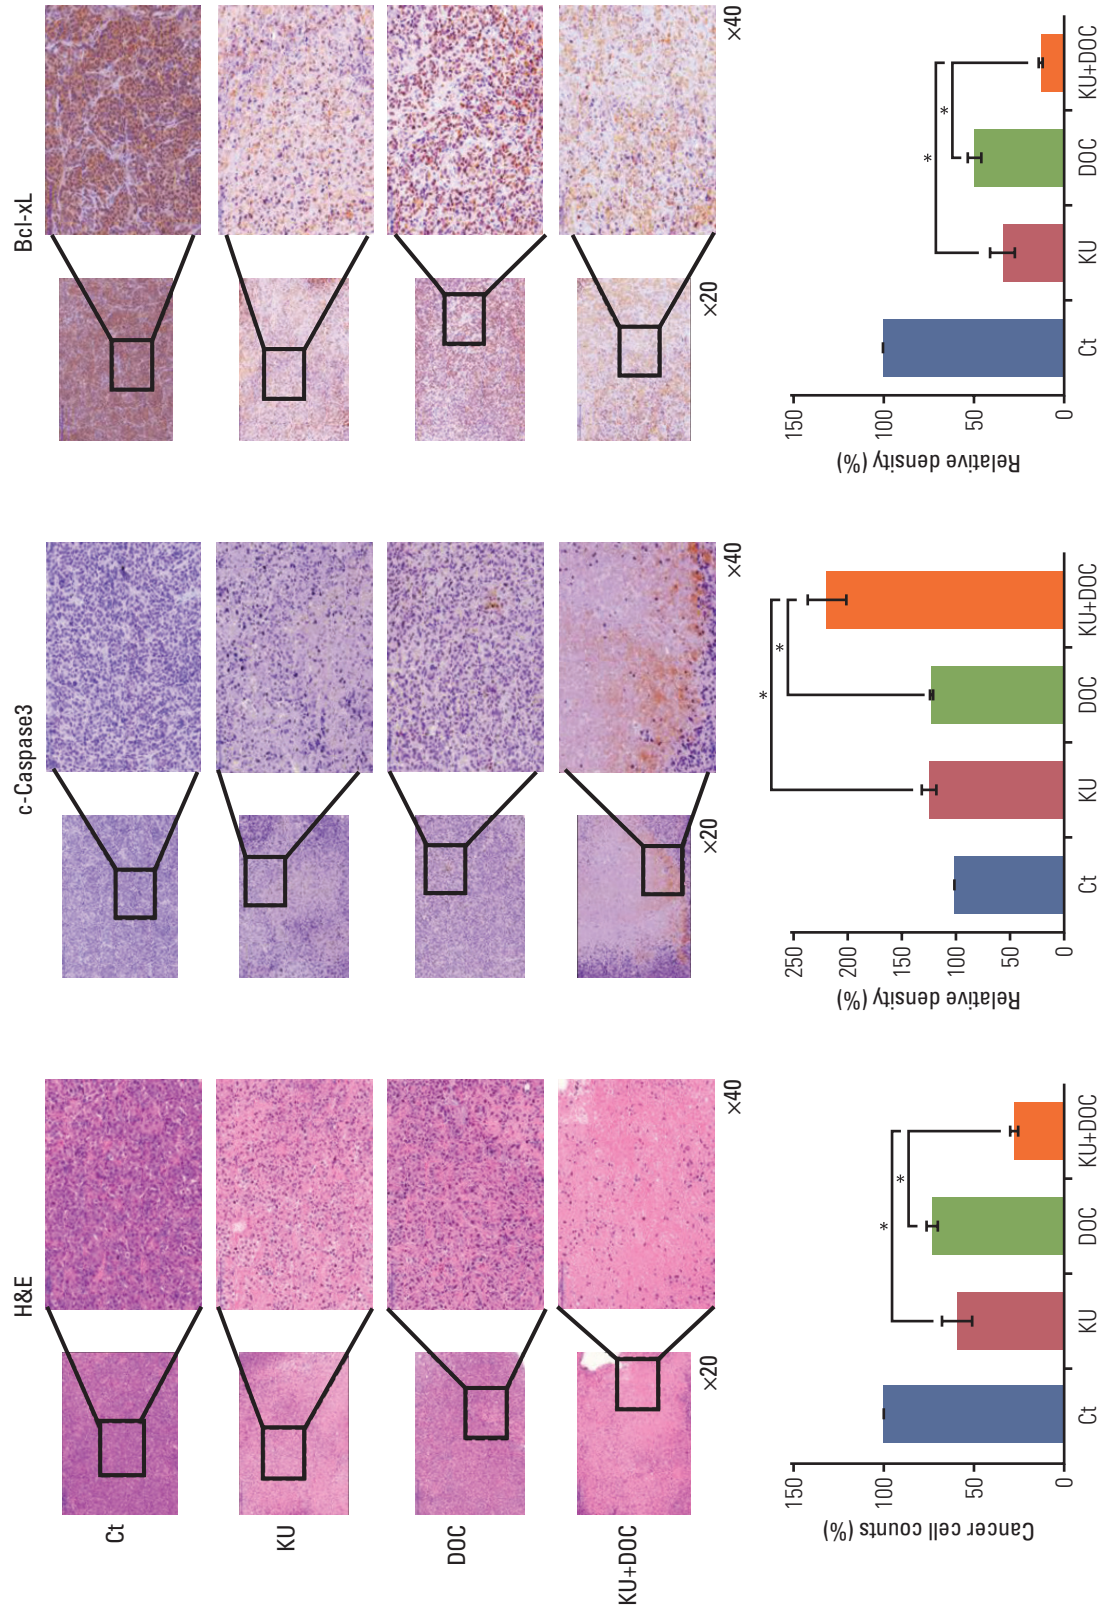 H&E
c-Caspase3
Bcl-xL
Ct
KU
DOC
KU+DOC
×20
×40
×20
×40
×20
×40
Cancer cell counts (%)
150
100
50
0
Ct
KU
DOC
KU+DOC
*
*
Relative density (%)
250
200
150
100
50
0
Ct
KU
DOC
KU+DOC
*
*
Relative density (%)
150
100
50
0
Ct
KU
DOC
KU+DOC
*
*